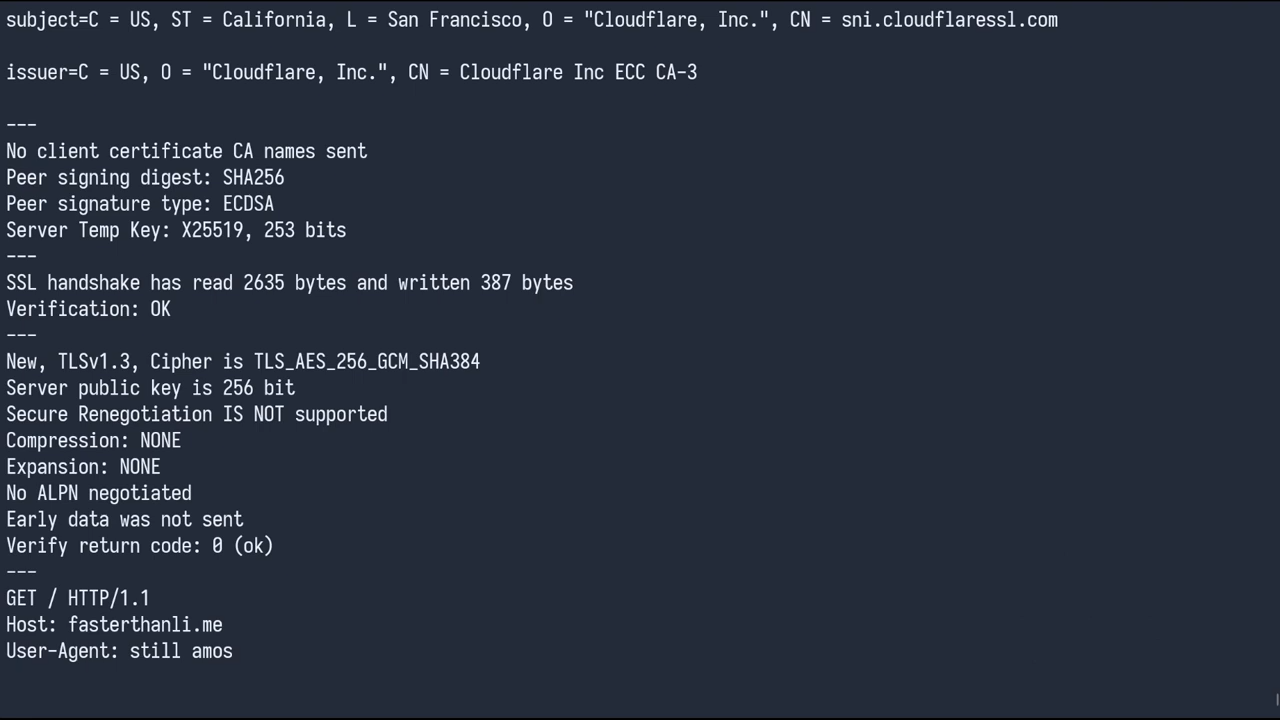 subject=C = US, ST = California, L = San Francisco, O = "Cloudflare, Inc.", CN = sni.cloudflaressl.com
issuer=C = US, O = "Cloudflare, Inc.", CN = Cloudflare Inc ECC CA-3
---
No client certificate CA names sent
Peer signing digest: SHA256
Peer signature type: ECDSA
Server Temp Key: X25519, 253 bits
---
SSL handshake has read 2635 bytes and written 387 bytes
Verification: OK
---
New, TLSv1.3, Cipher is TLS_AES_256_GCM_SHA384
Server public key is 256 bit
Secure Renegotiation IS NOT supported
Compression: NONE
Expansion: NONE
No ALPN negotiated
Early data was not sent
Verify return code: 0 (ok)
---
GET / HTTP/1.1
Host: fasterthanli.me
User-Agent: still amos